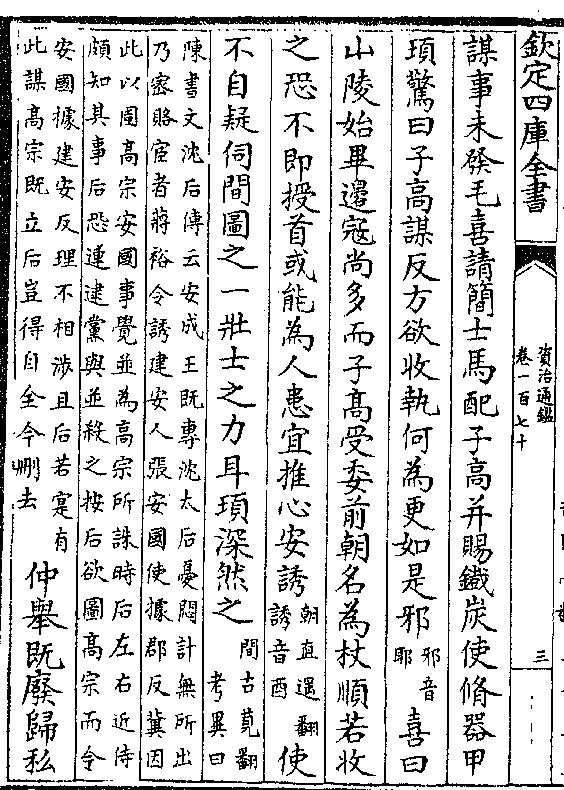 欽定四庫全書
資治通鑑
卷一百七十
三
謀事未發毛喜請簡士馬配子高并賜鐵炭使脩器甲
頊驚曰子高謀反方欲收執何為更如是邪邪音耶喜曰
山陵始畢邊寇尚多而子髙受委前朝名為杖順若收
之恐不即授首或能為人患宜推心安誘朝直遥翻誘音酉使
不自疑伺間圖之一壯士之力耳頊深然之間古莧翻考異曰
陳書文沈后傳云安成王既專沈太后憂悶計無所出
乃密賂宦者蔣裕令誘建安人張安國使據郡反冀因
此以圖高宗安國事覺並為高宗所誅時后左右近侍
頗知其事后恐連逮黨與並殺之按后欲圖高宗而令
安國據建安反理不相涉且后若寔有
此謀髙宗既立后豈得自全今刪去仲舉既廢歸私